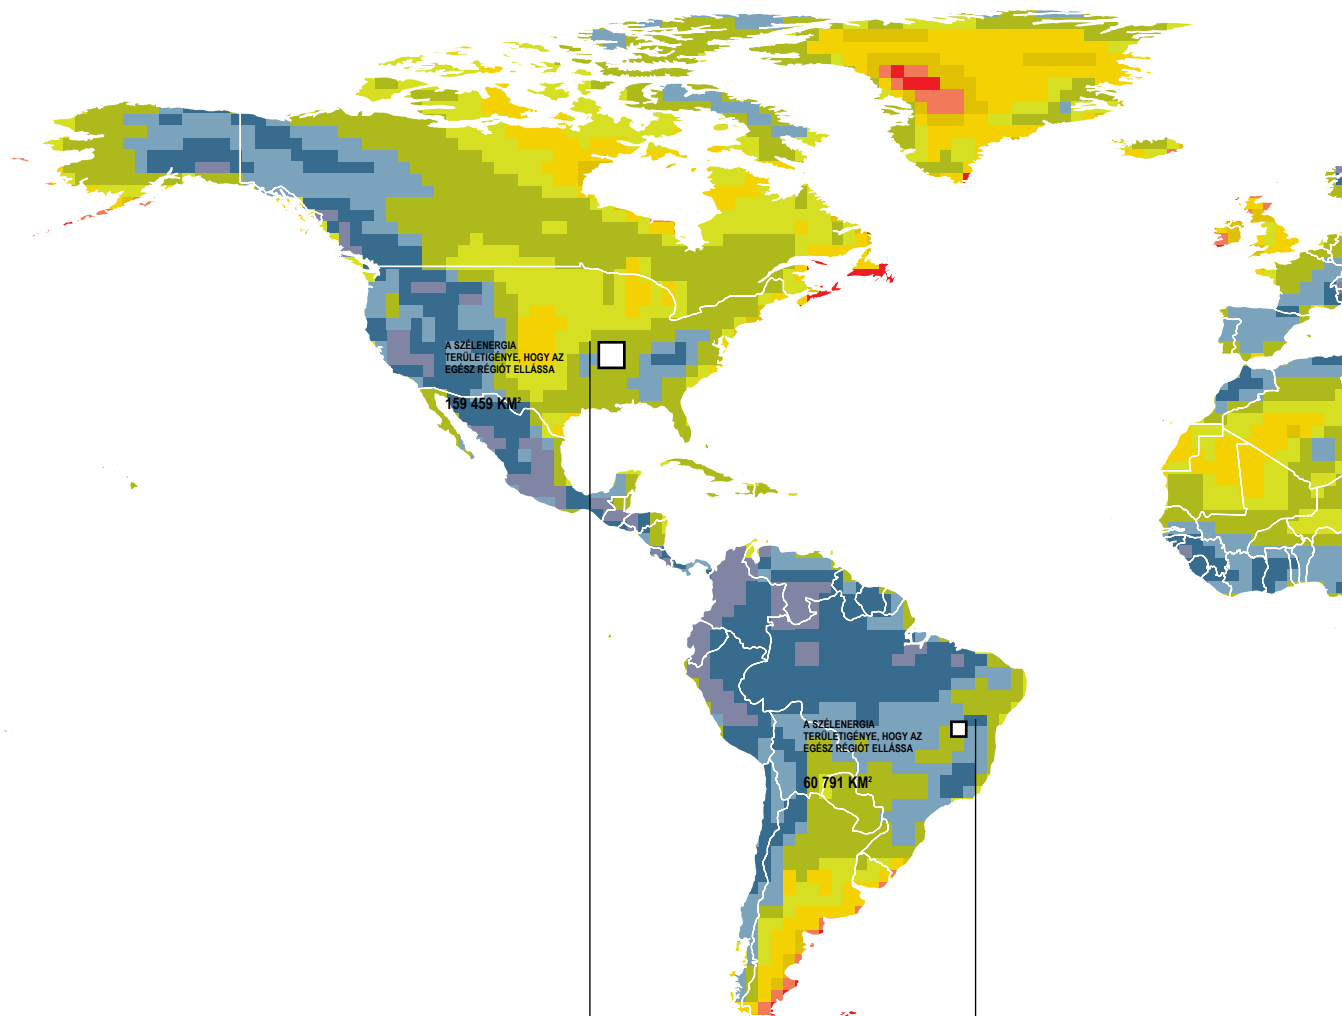 A SZÉLENERGIA
TERÜLETIGÉNYE, HOGY AZ
EGÉSZ RÉGIÓT ELLÁSSA
159 459 KM²
A SZÉLENERGIA
TERÜLETIGÉNYE, HOGY AZ
EGÉSZ RÉGIÓT ELLÁSSA
60 791 KM²